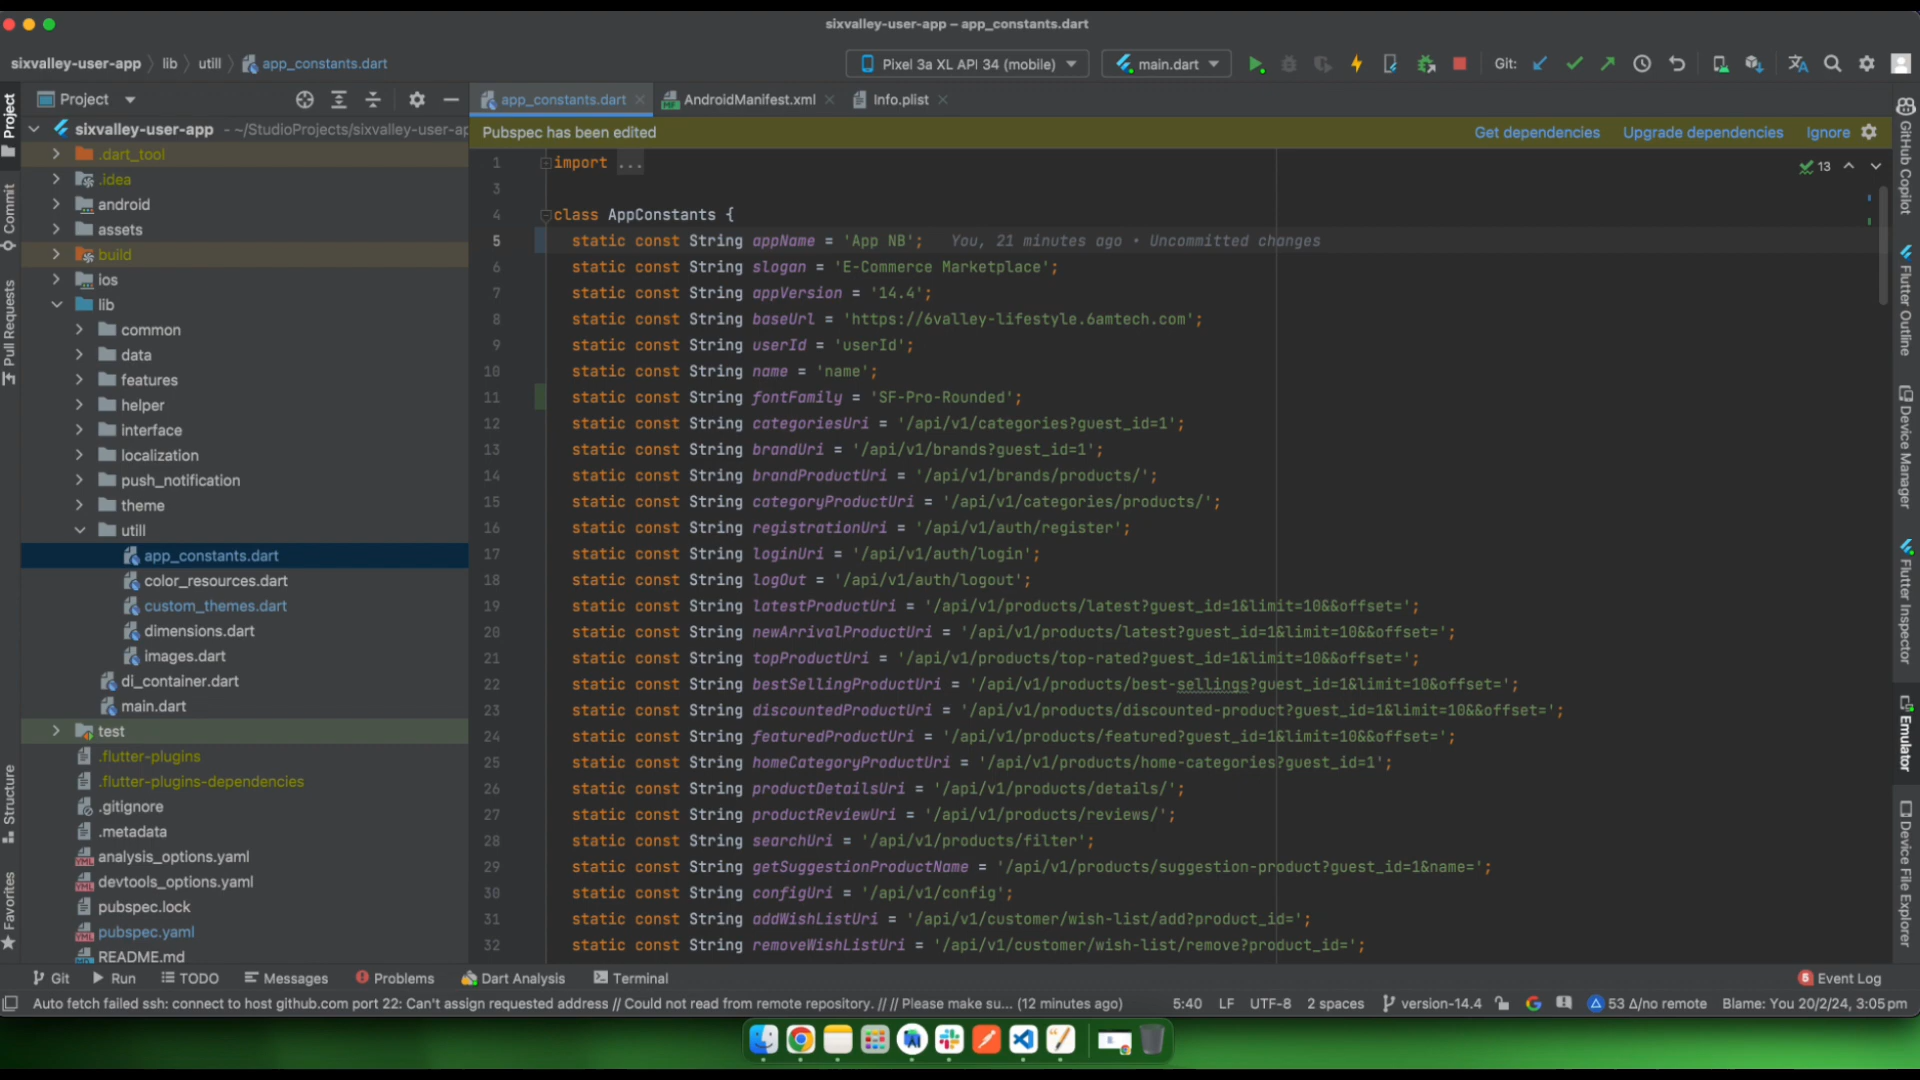 sixvalley-user-app – app_constants.dart
sixvalley-user-app lib utill app_constants.dart
Pixel 3a XL API 34 (mobile)
main.dart
Git:
Project
app_constants.dart
AndroidManifest.xml
Info.plist
Pubspec has been edited
Get dependencies Upgrade dependencies Ignore
13
Project
Commit
Pull Requests
Structure
Favorites
sixvalley-user-app - ~/StudioProjects/sixvalley-user-ap
.dart_tool
.idea
android
assets
build
ios
lib
common
data
features
helper
interface
localization
push_notification
theme
utill
app_constants.dart
color_resources.dart
custom_themes.dart
dimensions.dart
images.dart
di_container.dart
main.dart
test
.flutter-plugins
.flutter-plugins-dependencies
.gitignore
.metadata
analysis_options.yaml
devtools_options.yaml
pubspec.lock
pubspec.yaml
README.md
1 import ...
3
4 class AppConstants {
5 static const String appName = 'App NB'; You, 21 minutes ago • Uncommitted changes
6 static const String slogan = 'E-Commerce Marketplace';
7 static const String appVersion = '14.4';
8 static const String baseUrl = 'https://6valley-lifestyle.6amtech.com';
9 static const String userId = 'userId';
10 static const String name = 'name';
11 static const String fontFamily = 'SF-Pro-Rounded';
12 static const String categoriesUri = '/api/v1/categories?guest_id=1';
13 static const String brandUri = '/api/v1/brands?guest_id=1';
14 static const String brandProductUri = '/api/v1/brands/products/';
15 static const String categoryProductUri = '/api/v1/categories/products/';
16 static const String registrationUri = '/api/v1/auth/register';
17 static const String loginUri = '/api/v1/auth/login';
18 static const String logOut = '/api/v1/auth/logout';
19 static const String latestProductUri = '/api/v1/products/latest?guest_id=1&limit=10&&offset=';
20 static const String newArrivalProductUri = '/api/v1/products/latest?guest_id=1&limit=10&&offset=';
21 static const String topProductUri = '/api/v1/products/top-rated?guest_id=1&limit=10&&offset=';
22 static const String bestSellingProductUri = '/api/v1/products/best-sellings?guest_id=1&limit=10&offset=';
23 static const String discountedProductUri = '/api/v1/products/discounted-product?guest_id=1&limit=10&&offset=';
24 static const String featuredProductUri = '/api/v1/products/featured?guest_id=1&limit=10&&offset=';
25 static const String homeCategoryProductUri = '/api/v1/products/home-categories?guest_id=1';
26 static const String productDetailsUri = '/api/v1/products/details/';
27 static const String productReviewUri = '/api/v1/products/reviews/';
28 static const String searchUri = '/api/v1/products/filter';
29 static const String getSuggestionProductName = '/api/v1/products/suggestion-product?guest_id=1&name=';
30 static const String configUri = '/api/v1/config';
31 static const String addWishListUri = '/api/v1/customer/wish-list/add?product_id=';
32 static const String removeWishListUri = '/api/v1/customer/wish-list/remove?product_id=';
GitHub Copilot
Flutter Outline
Device Manager
Flutter Inspector
Emulator
Device File Explorer
Git Run TODO Messages Problems Dart Analysis Terminal
5 Event Log
Auto fetch failed ssh: connect to host github.com port 22: Can't assign requested address // Could not read from remote repository. // // Please make su... (12 minutes ago)
5:40 LF UTF-8 2 spaces version-14.4 53 Δ/no remote Blame: You 20/2/24, 3:05 pm